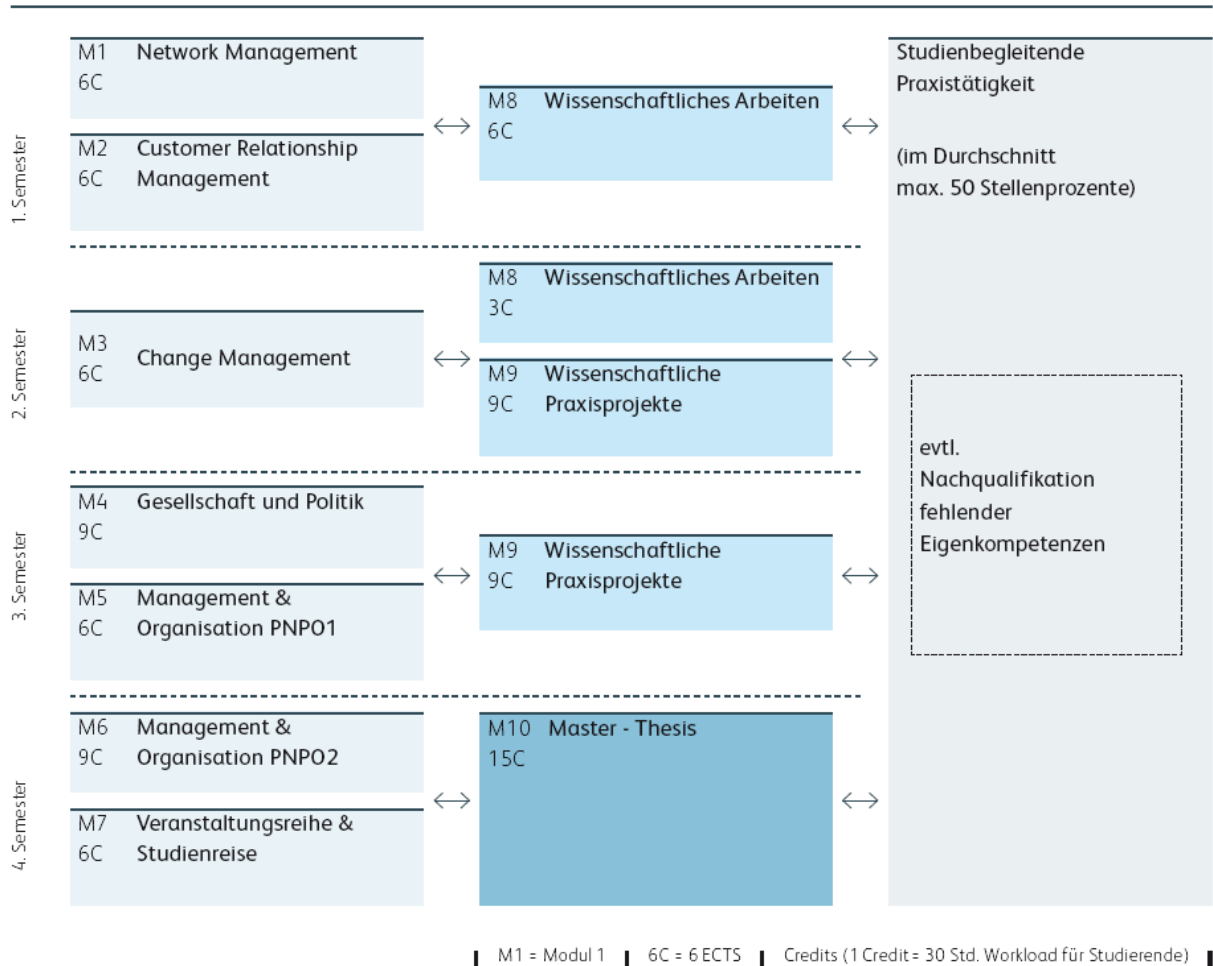 1. Semester
M1 Network Management
6C
M2 Customer Relationship
6C Management
M8 Wissenschaftliches Arbeiten
6C
Studienbegleitende
Praxistätigkeit
(im Durchschnitt
max. 50 Stellenprozente)
2. Semester
M3
6C
Change Management
M8 Wissenschaftliches Arbeiten
3C
M9 Wissenschaftliche
9C Praxisprojekte
evtl.
Nachqualifikation
fehlender
Eigenkompetenzen
3. Semester
M4 Gesellschaft und Politik
9C
M5 Management &
6C Organisation PNPO1
M9 Wissenschaftliche
9C Praxisprojekte
4. Semester
M6 Management &
9C Organisation PNPO2
M7 Veranstaltungsreihe &
6C Studienreise
M10 Master - Thesis
15C
M1 = Modul 1 | 6C = 6 ECTS | Credits (1 Credit = 30 Std. Workload für Studierende)